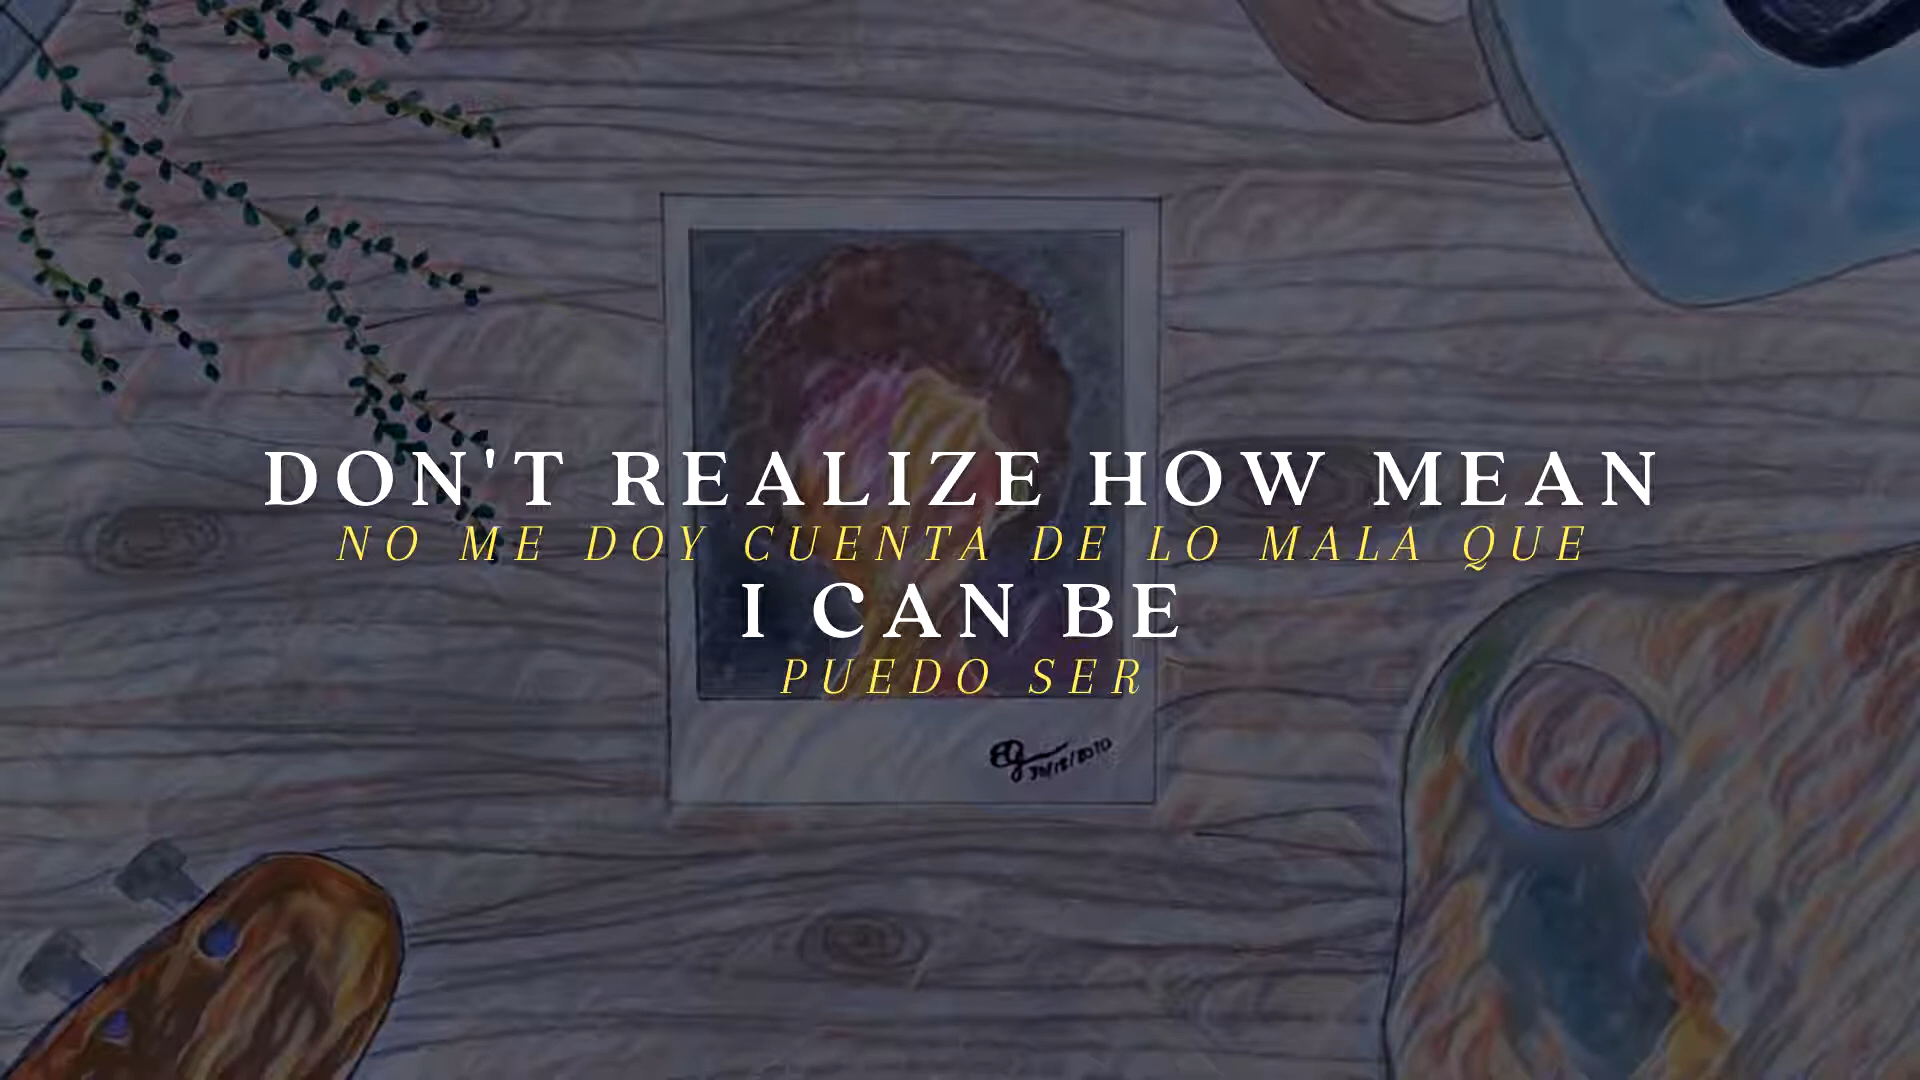 DON'T REALIZE HOW MEAN
NO ME DOY CUENTA DE LO MALA QUE
I CAN BE
PUEDO SER